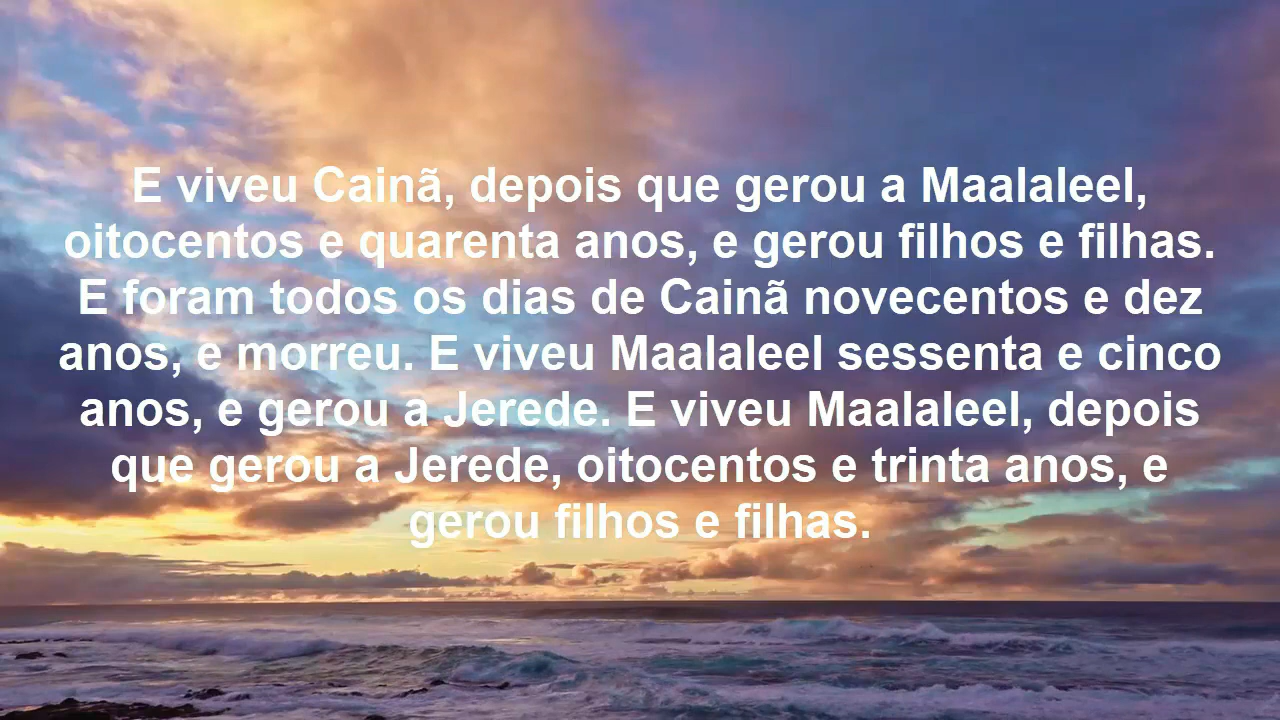 E viveu Cainã, depois que gerou a Maalaleel,
oitocentos e quarenta anos, e gerou filhos e filhas.
E foram todos os dias de Cainã novecentos e dez
anos, e morreu. E viveu Maalaleel sessenta e cinco
anos, e gerou a Jerede. E viveu Maalaleel, depois
que gerou a Jerede, oitocentos e trinta anos, e
gerou filhos e filhas.